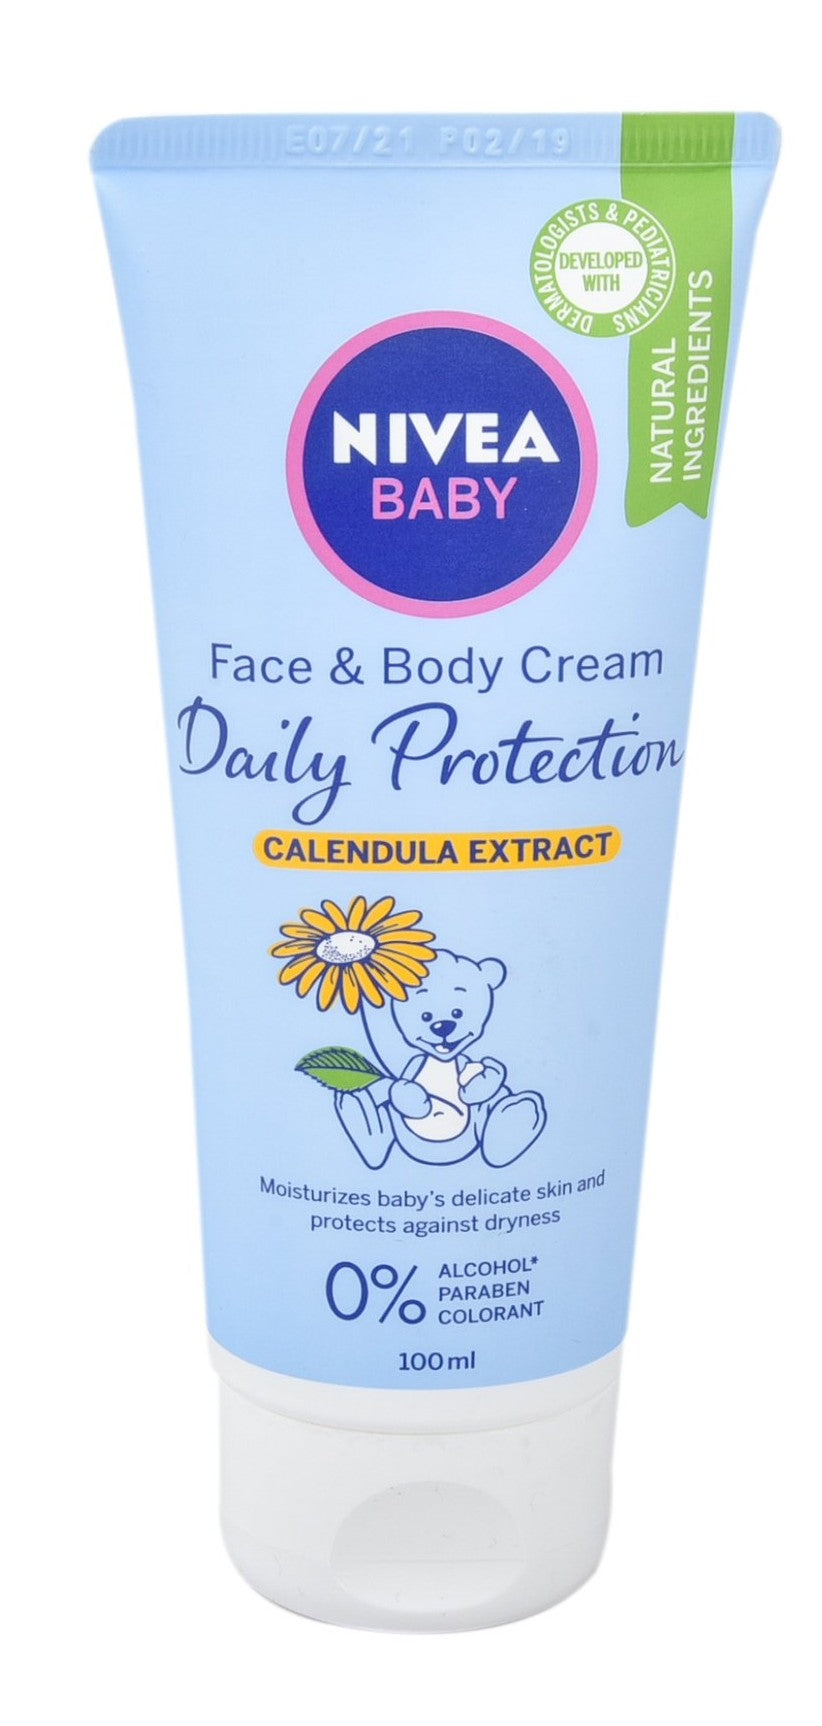 E07/21 P02/19
DERMATOLOGISTS & PEDIATRICIANS
DEVELOPED
WITH
NATURAL
INGREDIENTS
NIVEA
BABY
Face & Body Cream
Daily Protection
CALENDULA EXTRACT
Moisturizes baby's delicate skin and
protects against dryness
0%
ALCOHOL*
PARABEN
COLORANT
100 ml